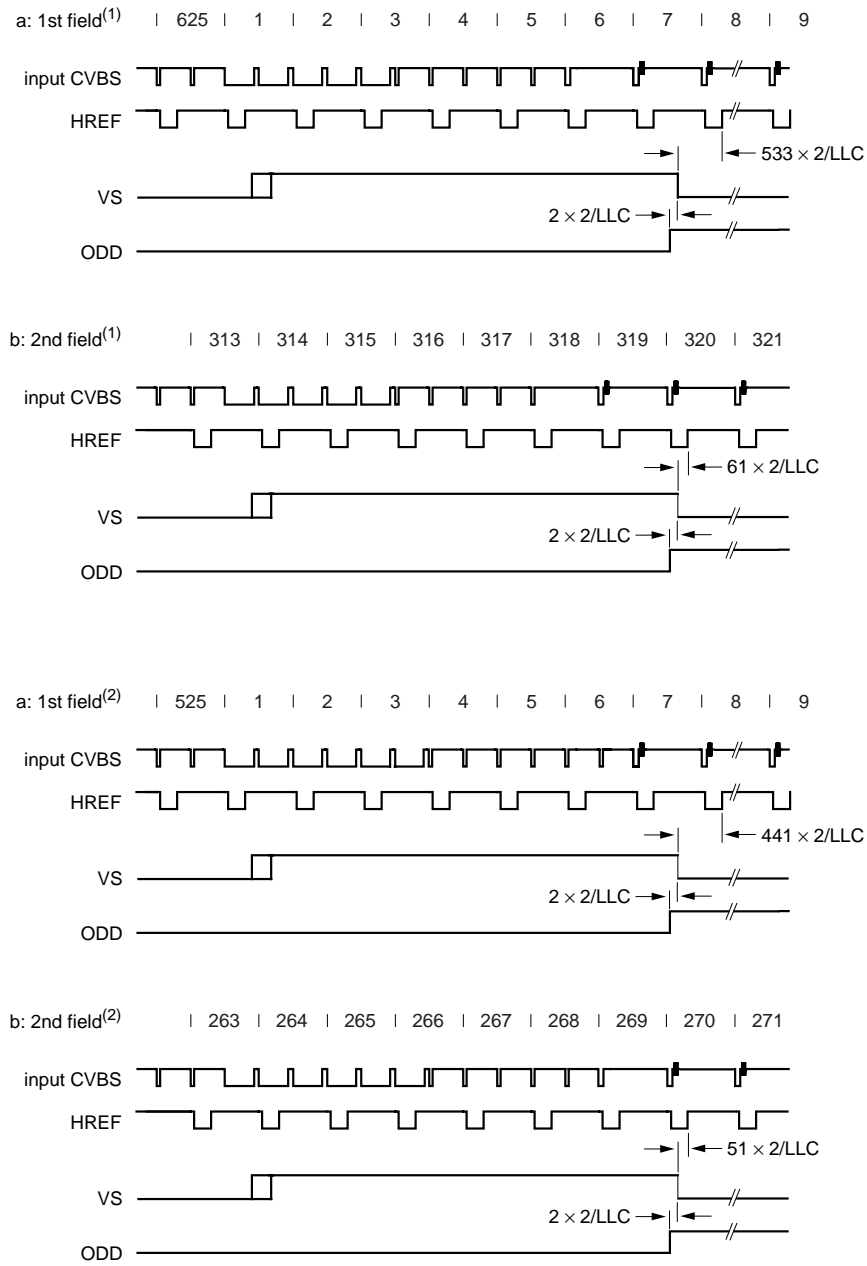 a: 1st field(1) 625 1 2 3 4 5 6 7 8 9
input CVBS
HREF
533 × 2/LLC
VS
2 × 2/LLC
ODD
b: 2nd field(1) 313 314 315 316 317 318 319 320 321
input CVBS
HREF
61 × 2/LLC
VS
2 × 2/LLC
ODD
a: 1st field(2) 525 1 2 3 4 5 6 7 8 9
input CVBS
HREF
441 × 2/LLC
VS
2 × 2/LLC
ODD
b: 2nd field(2) 263 264 265 266 267 268 269 270 271
input CVBS
HREF
51 × 2/LLC
VS
2 × 2/LLC
ODD